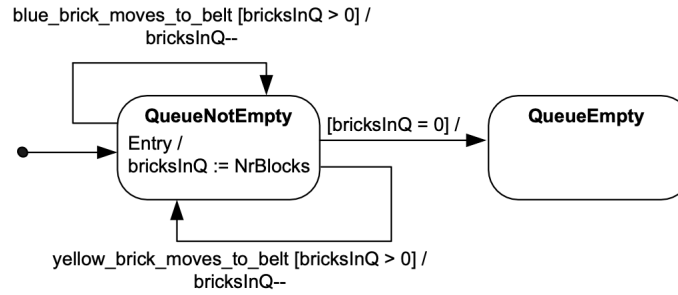 blue_brick_moves_to_belt [bricksInQ > 0] /
bricksInQ--
QueueNotEmpty
Entry /
bricksInQ := NrBlocks
[bricksInQ = 0] /
QueueEmpty
yellow_brick_moves_to_belt [bricksInQ > 0] /
bricksInQ--